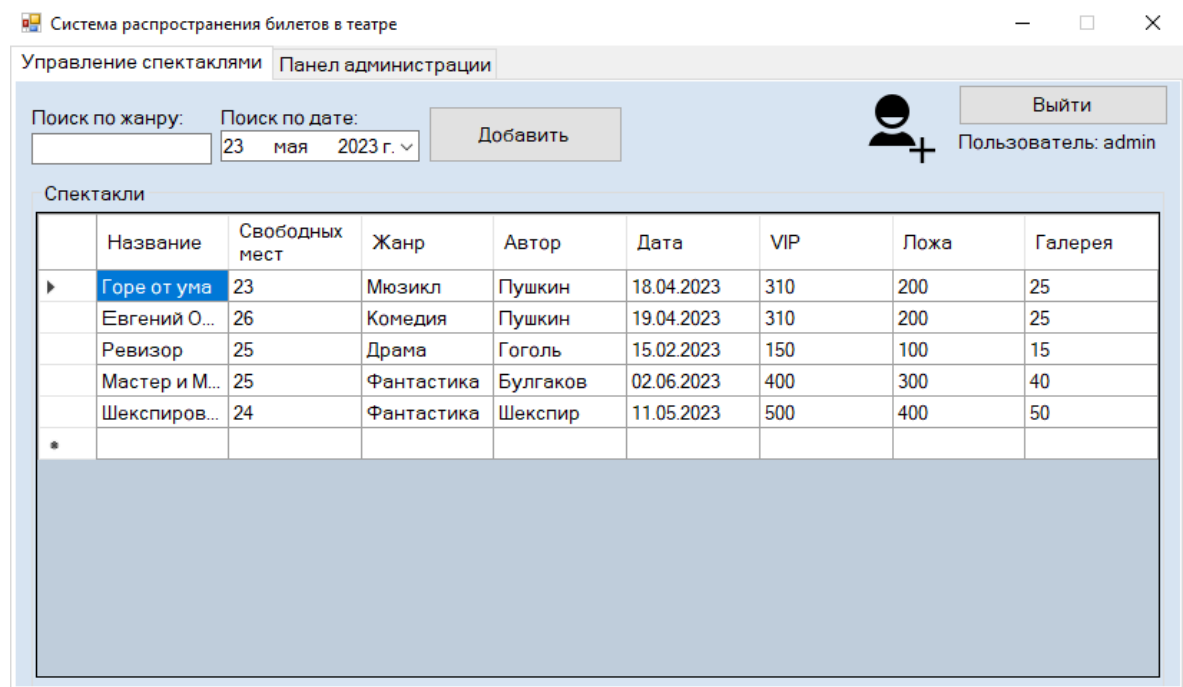 Система распространения билетов в театре
Управление спектаклями Панел администрации
Поиск по жанру: Поиск по дате: Добавить Выйти
23 мая 2023 г.
Пользователь: admin
Спектакли
Название Свободных мест Жанр Автор Дата VIP Ложа Галерея
Горе от ума 23 Мюзикл Пушкин 18.04.2023 310 200 25
Евгений О... 26 Комедия Пушкин 19.04.2023 310 200 25
Ревизор 25 Драма Гоголь 15.02.2023 150 100 15
Мастер и М... 25 Фантастика Булгаков 02.06.2023 400 300 40
Шекспиров... 24 Фантастика Шекспир 11.05.2023 500 400 50